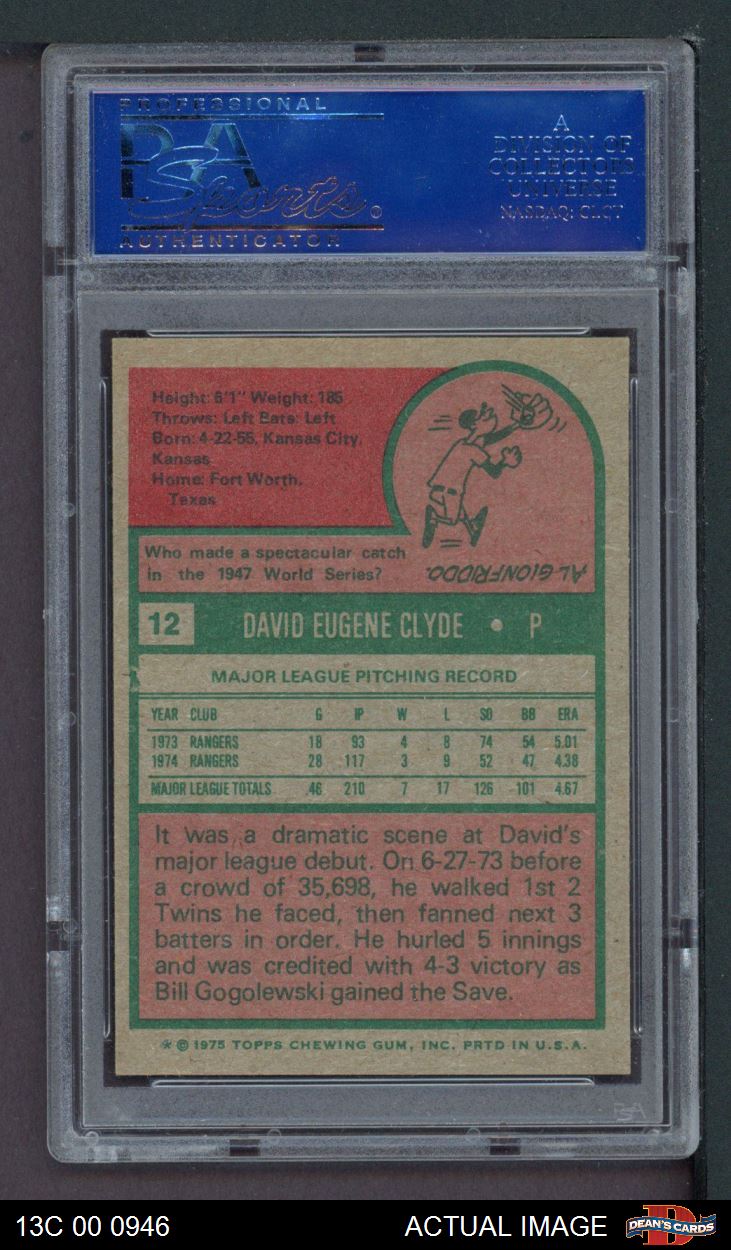 PROFESSIONAL
PSA
Sports
AUTHENTICATOR
A
DIVISION OF
COLLECTORS
UNIVERSE
NASDAQ: CLCT
Height: 6'1" Weight: 185
Throws: Left Bats: Left
Born: 4-22-55, Kansas City,
Kansas
Home: Fort Worth,
Texas
Who made a spectacular catch
in the 1947 World Series?
AL GIONFRIDDO.
12 DAVID EUGENE CLYDE • P
MAJOR LEAGUE PITCHING RECORD
YEAR CLUB G IP W L SO BB ERA
1973 RANGERS 18 93 4 8 74 54 5.01
1974 RANGERS 28 117 3 9 52 47 4.38
MAJOR LEAGUE TOTALS 46 210 7 17 126 101 4.67
It was a dramatic scene at David's
major league debut. On 6-27-73 before
a crowd of 35,698, he walked 1st 2
Twins he faced, then fanned next 3
batters in order. He hurled 5 innings
and was credited with 4-3 victory as
Bill Gogolewski gained the Save.
* © 1975 TOPPS CHEWING GUM, INC. PRTD IN U.S.A.
PSA
13C 00 0946
ACTUAL IMAGE
DEAN'S CARDS